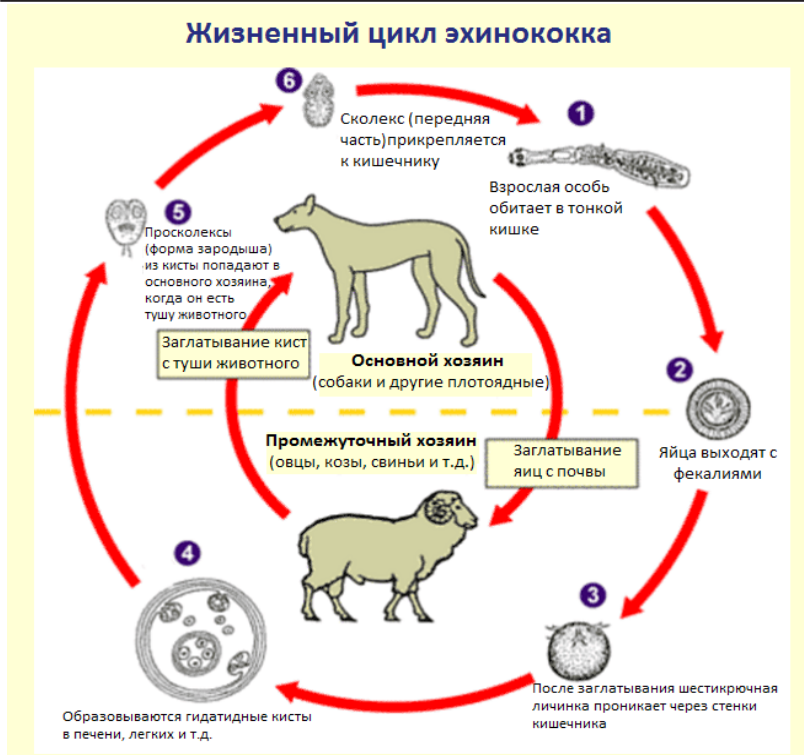 Жизненный цикл эхинококка
6
Сколекс (передняя
часть)прикрепляется
к кишечнику
1
Взрослая особь
обитает в тонкой
кишке
5
Просколексы
(форма зародыша)
из кисты попадают в
основного хозяина,
когда он есть
тушу животного
Заглатывание кист
с туши животного
Основной хозяин
(собаки и другие плотоядные)
2
Яйца выходят с
фекалиями
Промежуточный хозяин
(овцы, козы, свиньи и т.д.)
Заглатывание
яиц с почвы
4
Образовываются гидатидные кисты
в печени, легких и т.д.
3
После заглатывания шестикрючная
личинка проникает через стенки
кишечника